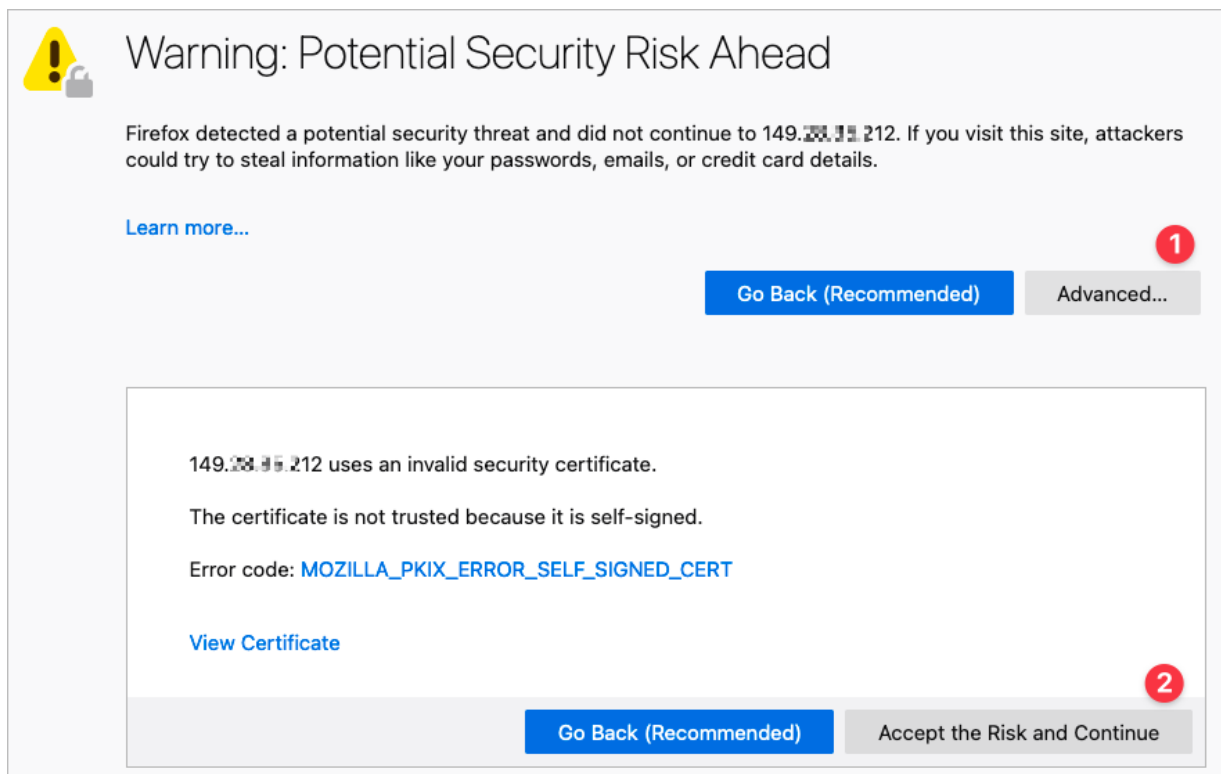 Warning: Potential Security Risk Ahead
Firefox detected a potential security threat and did not continue to 149. 212. If you visit this site, attackers
could try to steal information like your passwords, emails, or credit card details.
Learn more...
1
Go Back (Recommended)
Advanced...
149. 212 uses an invalid security certificate.
The certificate is not trusted because it is self-signed.
Error code: MOZILLA_PKIX_ERROR_SELF_SIGNED_CERT
View Certificate
2
Go Back (Recommended)
Accept the Risk and Continue